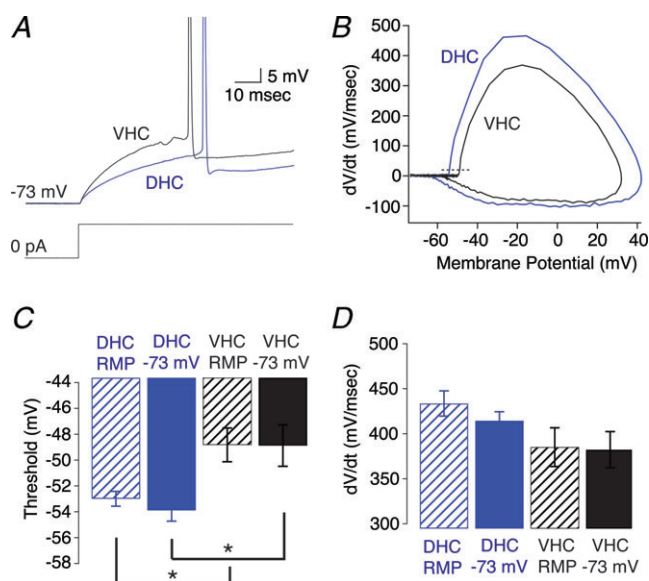 A
VHC
DHC
5 mV
10 msec
-73 mV
0 pA
B
500
400
300
200
100
0
-100
dV/dt (mV/msec)
DHC
VHC
-60
-40
-20
0
20
40
Membrane Potential (mV)
C
DHC DHC VHC VHC
RMP -73 mV RMP -73 mV
-44
-46
-48
-50
-52
-54
-56
-58
Threshold (mV)
*
*
D
500
450
400
350
300
dV/dt (mV/msec)
DHC DHC VHC VHC
RMP -73 mV RMP -73 mV